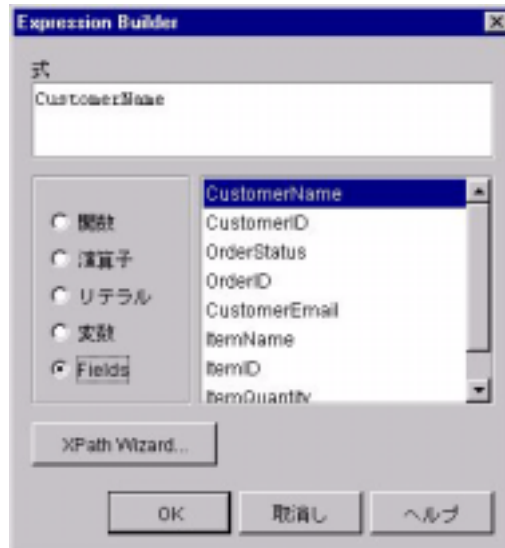 Expression Builder
式
CustomerName
関数
演算子
リテラル
変数
Fields
CustomerName
CustomerID
OrderStatus
OrderID
CustomerEmail
ItemName
ItemID
ItemQuantity
XPath Wizard...
OK
取消し
ヘルプ